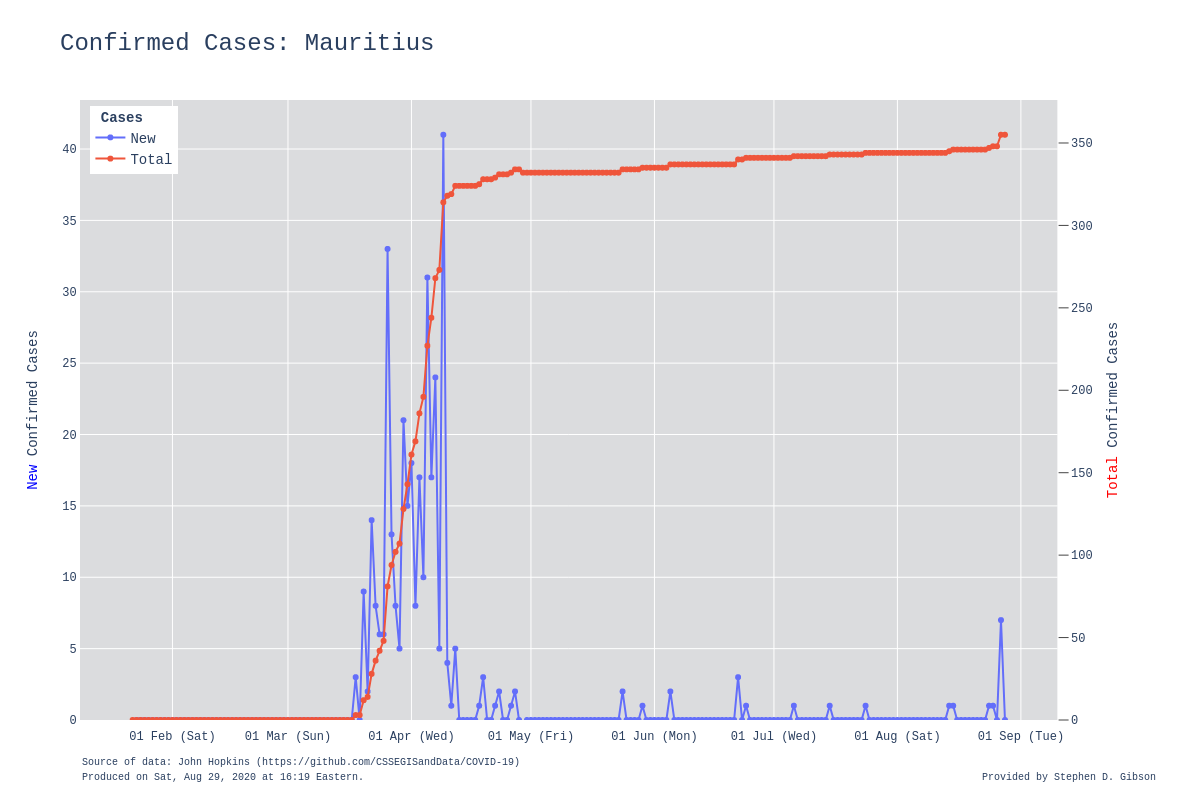 Confirmed Cases: Mauritius
Cases
New
Total
40
35
30
25
20
15
10
5
0
New Confirmed Cases
350
300
250
200
150
100
50
0
Total Confirmed Cases
01 Feb (Sat)
01 Mar (Sun)
01 Apr (Wed)
01 May (Fri)
01 Jun (Mon)
01 Jul (Wed)
01 Aug (Sat)
01 Sep (Tue)
Source of data: John Hopkins (https://github.com/CSSEGISandData/COVID-19)
Produced on Sat, Aug 29, 2020 at 16:19 Eastern.
Provided by Stephen D. Gibson